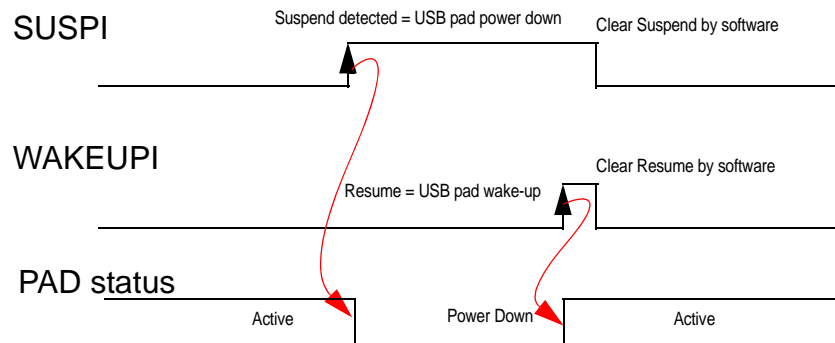 SUSPI
Suspend detected = USB pad power down
Clear Suspend by software
WAKEUPI
Resume = USB pad wake-up
Clear Resume by software
PAD status
Active
Power Down
Active